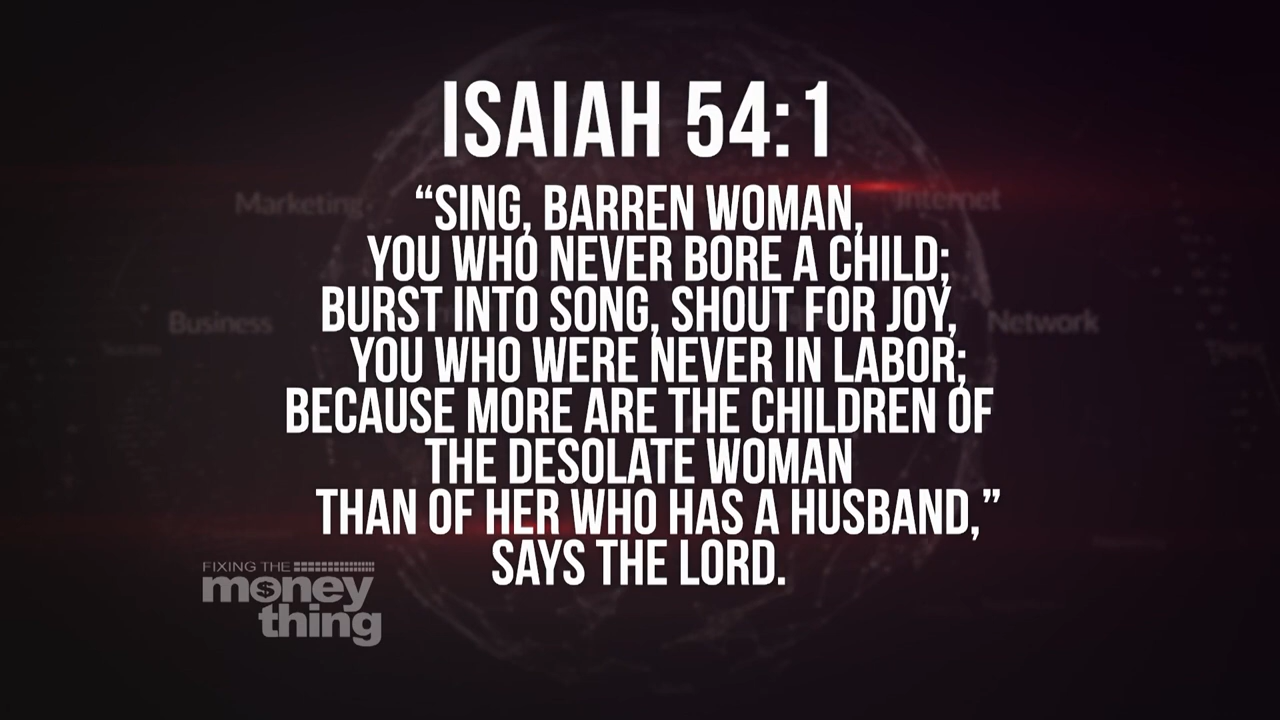 ISAIAH 54:1
Marketing
Internet
“SING, BARREN WOMAN,
YOU WHO NEVER BORE A CHILD;
Business
Network
BURST INTO SONG, SHOUT FOR JOY,
YOU WHO WERE NEVER IN LABOR;
BECAUSE MORE ARE THE CHILDREN OF
THE DESOLATE WOMAN
THAN OF HER WHO HAS A HUSBAND,”
SAYS THE LORD.
FIXING THE
money
thing